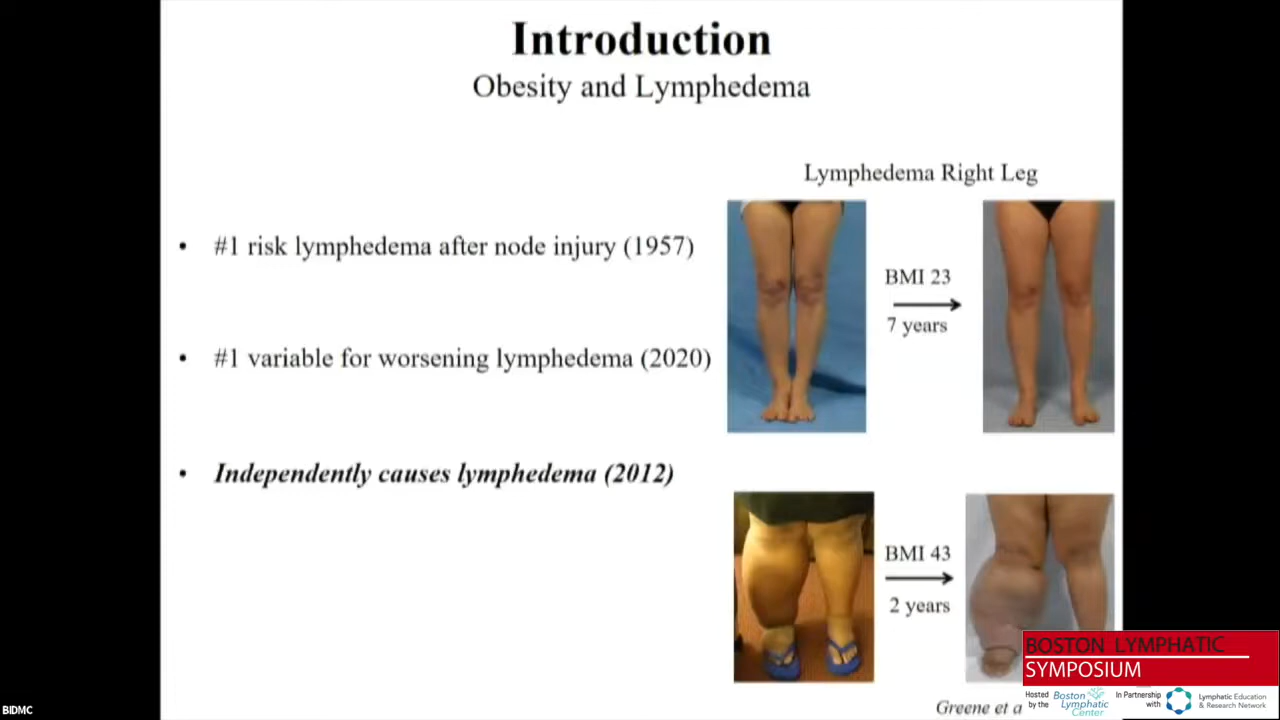 Introduction
Obesity and Lymphedema
Lymphedema Right Leg
• #1 risk lymphedema after node injury (1957)
BMI 23
7 years
• #1 variable for worsening lymphedema (2020)
• Independently causes lymphedema (2012)
BMI 43
2 years
BOSTON LYMPHATIC
SYMPOSIUM
Greene et a
Hosted
by the
Boston
Lymphatic
Center
In Partnership
with
Lymphatic Education
& Research Network
BIDMC